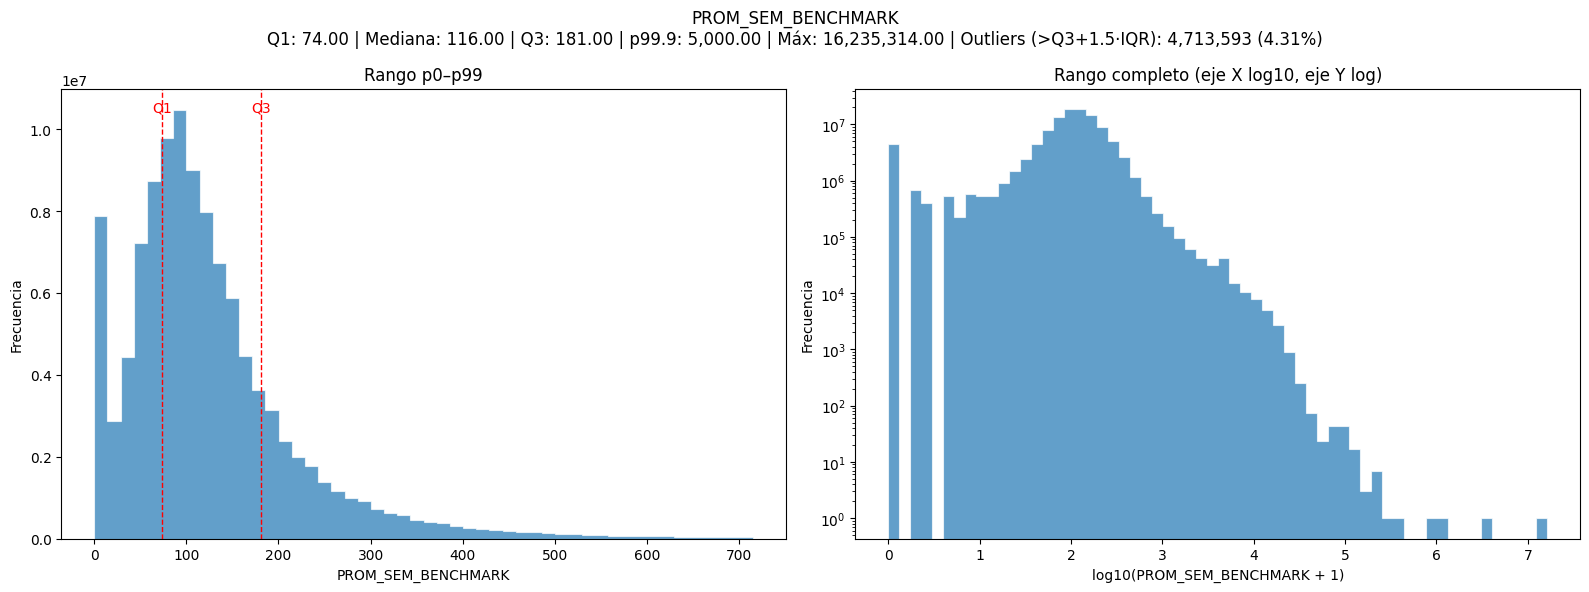 PROM_SEM_BENCHMARK
Q1: 74.00 | Mediana: 116.00 | Q3: 181.00 | p99.9: 5,000.00 | Máx: 16,235,314.00 | Outliers (>Q3+1.5·IQR): 4,713,593 (4.31%)
Rango p0–p99
1e7
Q1
Q3
1.0
0.8
0.6
0.4
0.2
0.0
Frecuencia
0 100 200 300 400 500 600 700
PROM_SEM_BENCHMARK
Rango completo (eje X log10, eje Y log)
10⁷
10⁶
10⁵
10⁴
10³
10²
10¹
10⁰
Frecuencia
0 1 2 3 4 5 6 7
log10(PROM_SEM_BENCHMARK + 1)